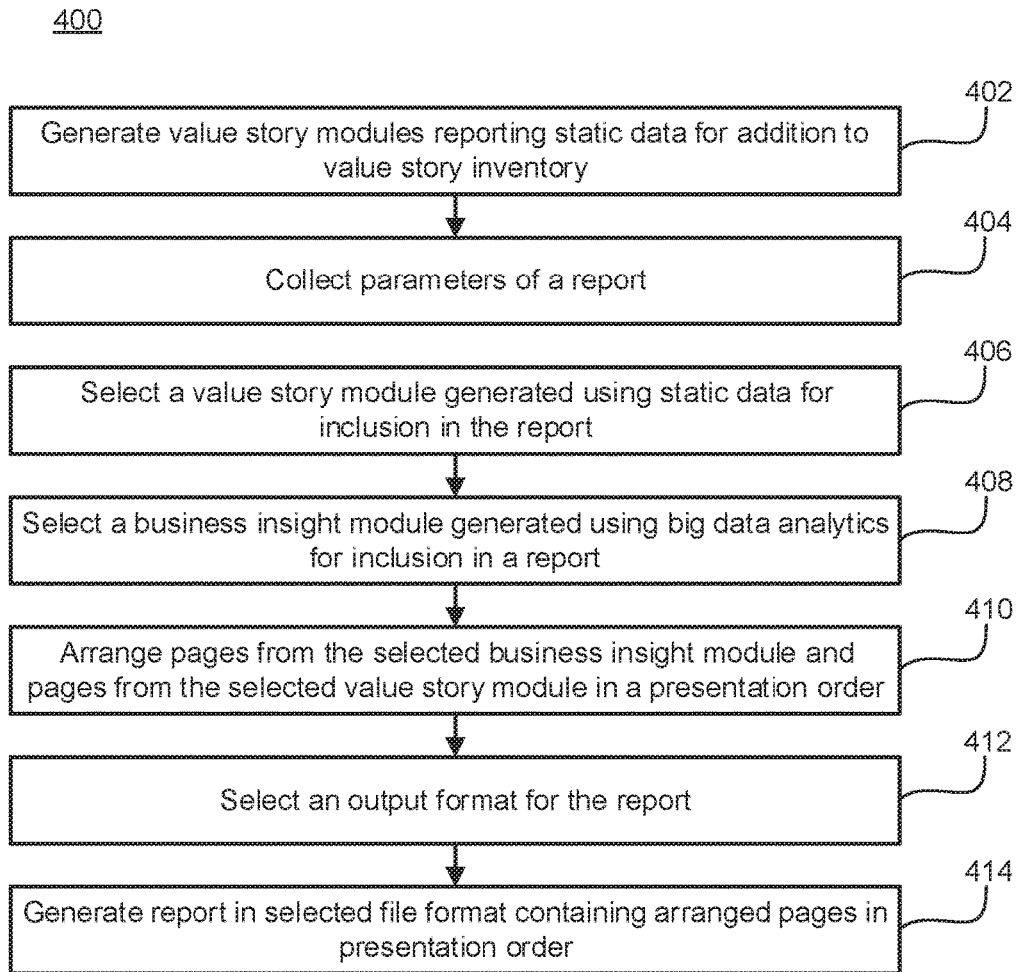 400
402
Generate value story modules reporting static data for addition to
value story inventory
404
Collect parameters of a report
406
Select a value story module generated using static data for
inclusion in the report
408
Select a business insight module generated using big data analytics
for inclusion in a report
410
Arrange pages from the selected business insight module and
pages from the selected value story module in a presentation order
412
Select an output format for the report
414
Generate report in selected file format containing arranged pages in
presentation order